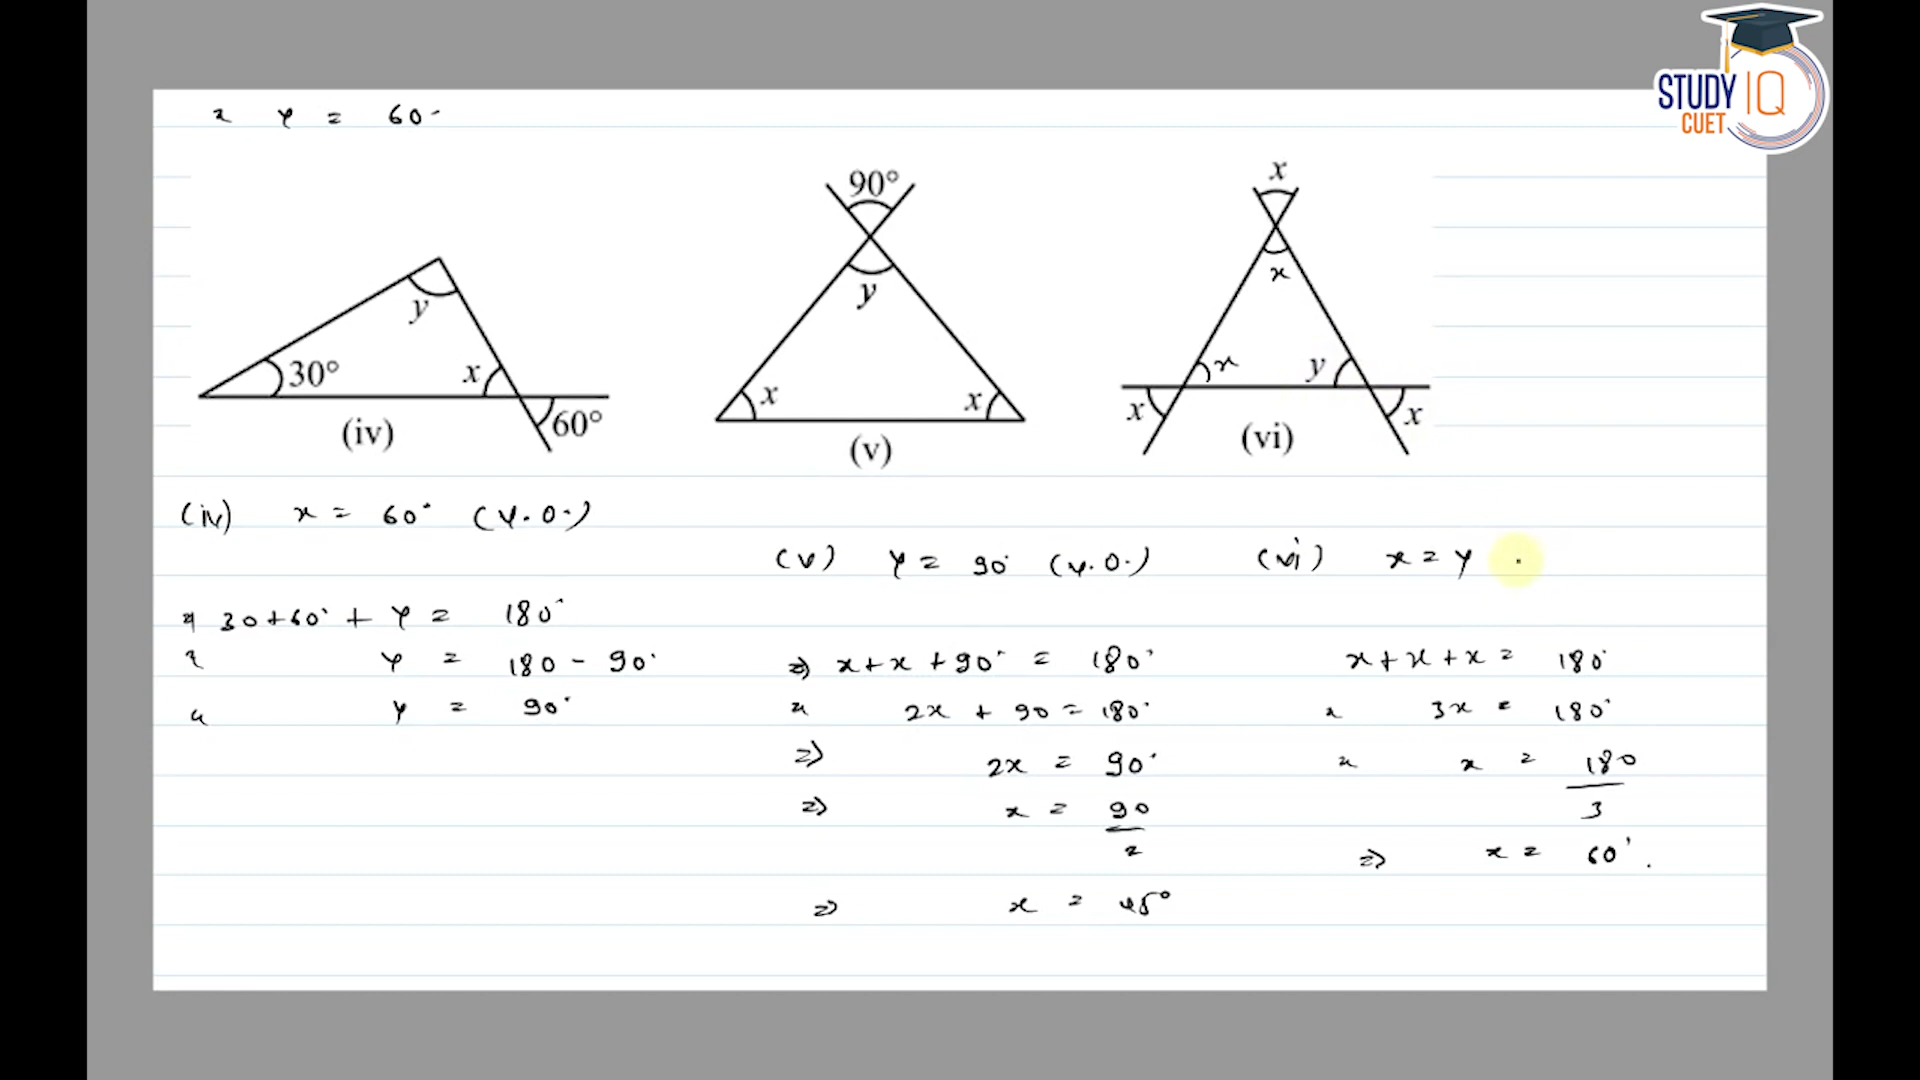 STUDY IQ
CUET
y = 60
90°
x
y
x
x
30°
y
x
60°
y
x
x
x
y
x
x
(iv)
(v)
(vi)
(iv) x = 60° (V.O.)
(v) y = 90° (V.O.)
(vi) x = y
⇒ 30+60° + y = 180°
y = 180 - 90°
y = 90°
⇒ x+x+90° = 180°
2x + 90 = 180°
⇒ 2x = 90°
⇒ x = 90
2
⇒ x = 45°
x+x+x = 180°
3x = 180°
x = 180
3
⇒ x = 60°.